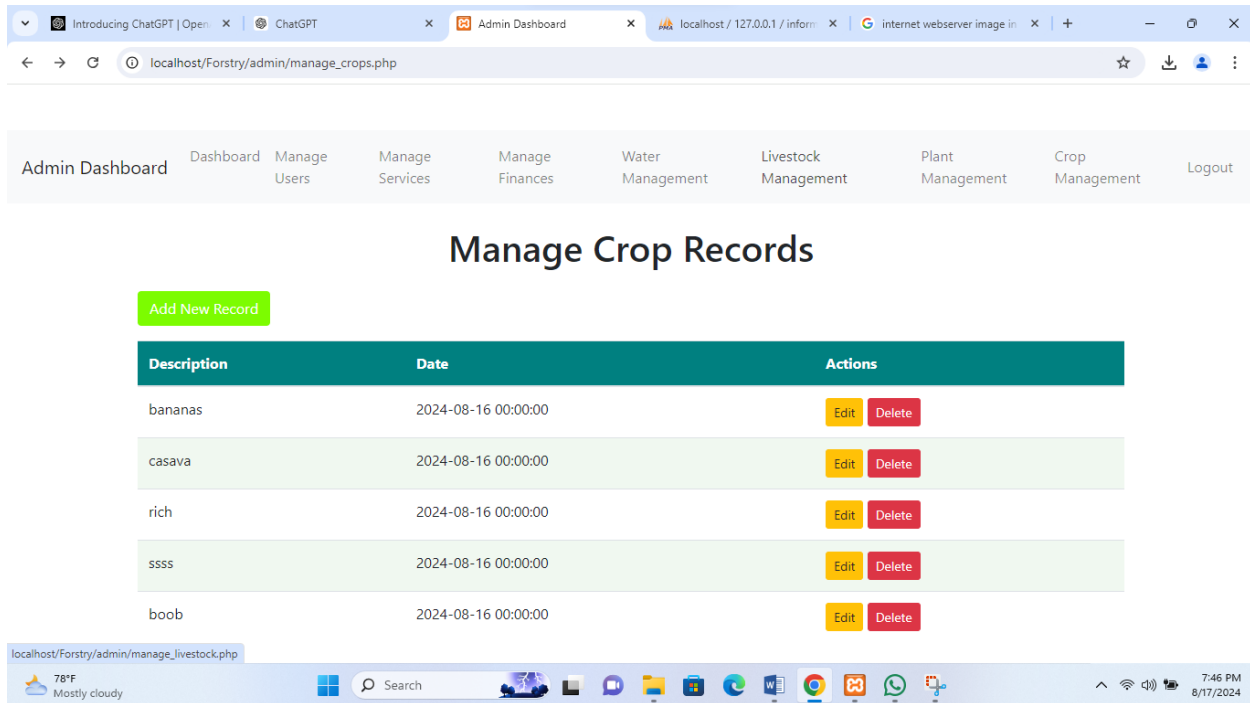 Introducing ChatGPT | Open
ChatGPT
Admin Dashboard
localhost / 127.0.0.1 / inform
internet webserver image in
localhost/Forstry/admin/manage_crops.php
Admin Dashboard
Dashboard
Manage
Users
Manage
Services
Manage
Finances
Water
Management
Livestock
Management
Plant
Management
Crop
Management
Logout
Manage Crop Records
Add New Record
Description Date Actions
bananas 2024-08-16 00:00:00 Edit Delete
casava 2024-08-16 00:00:00 Edit Delete
rich 2024-08-16 00:00:00 Edit Delete
ssss 2024-08-16 00:00:00 Edit Delete
boob 2024-08-16 00:00:00 Edit Delete
localhost/Forstry/admin/manage_livestock.php
78°F
Mostly cloudy
Search
7:46 PM
8/17/2024